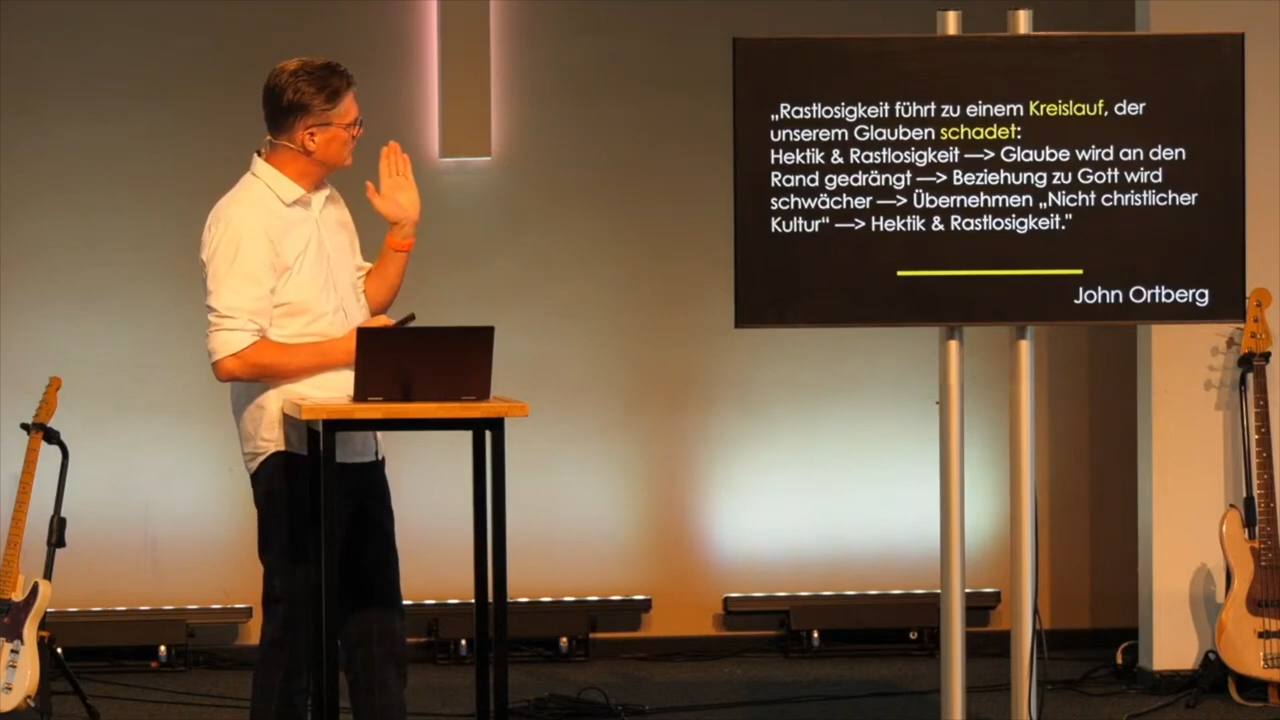 „Rastlosigkeit führt zu einem Kreislauf, der
unserem Glauben schadet:
Hektik & Rastlosigkeit —> Glaube wird an den
Rand gedrängt —> Beziehung zu Gott wird
schwächer —> Übernehmen „Nicht christlicher
Kultur“ —> Hektik & Rastlosigkeit."
John Ortberg